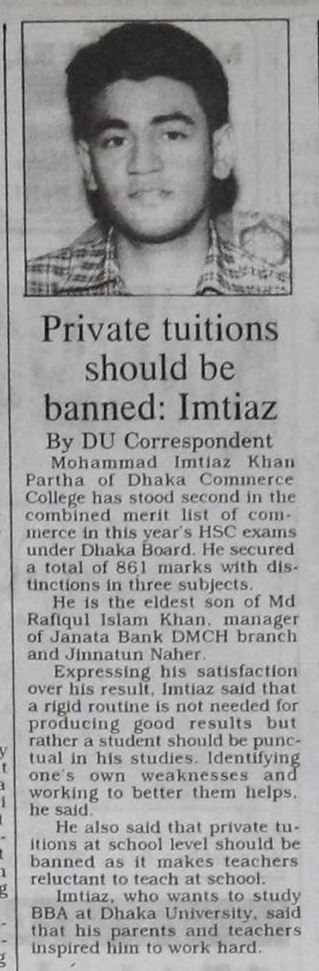 Private tuitions
should be
banned: Imtiaz
By DU Correspondent
Mohammad Imtiaz Khan
Partha of Dhaka Commerce
College has stood second in the
combined merit list of com-
merce in this year's HSC exams
under Dhaka Board. He secured
a total of 861 marks with dis-
tinctions in three subjects.
He is the eldest son of Md
Rafiqul Islam Khan, manager
of Janata Bank DMCH branch
and Jinnatun Naher.
Expressing his satisfaction
over his result, Imtiaz said that
a rigid routine is not needed for
producing good results but
rather a student should be punc-
tual in his studies. Identifying
one's own weaknesses and
working to better them helps,
he said.
He also said that private tu-
itions at school level should be
banned as it makes teachers
reluctant to teach at school.
Imtiaz, who wants to study
BBA at Dhaka University, said
that his parents and teachers
inspired him to work hard.